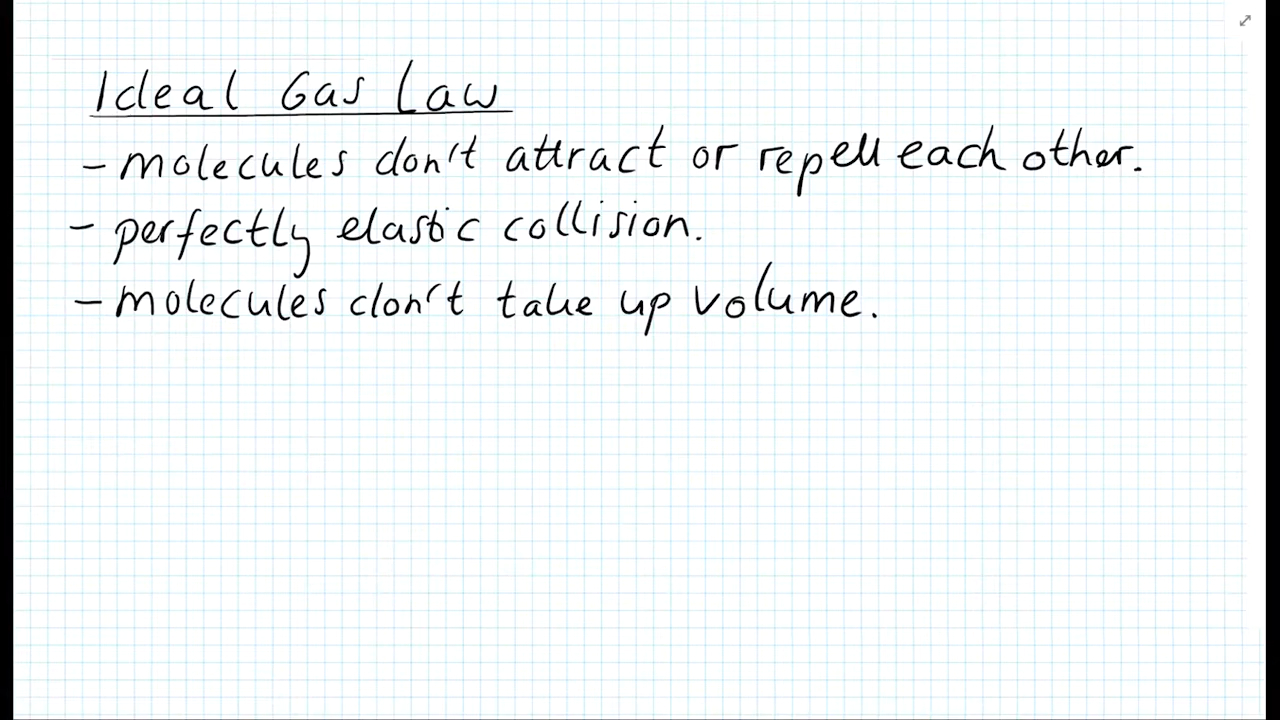 Ideal Gas Law
- molecules don't attract or repell each other.
- perfectly elastic collision.
- molecules don't take up volume.